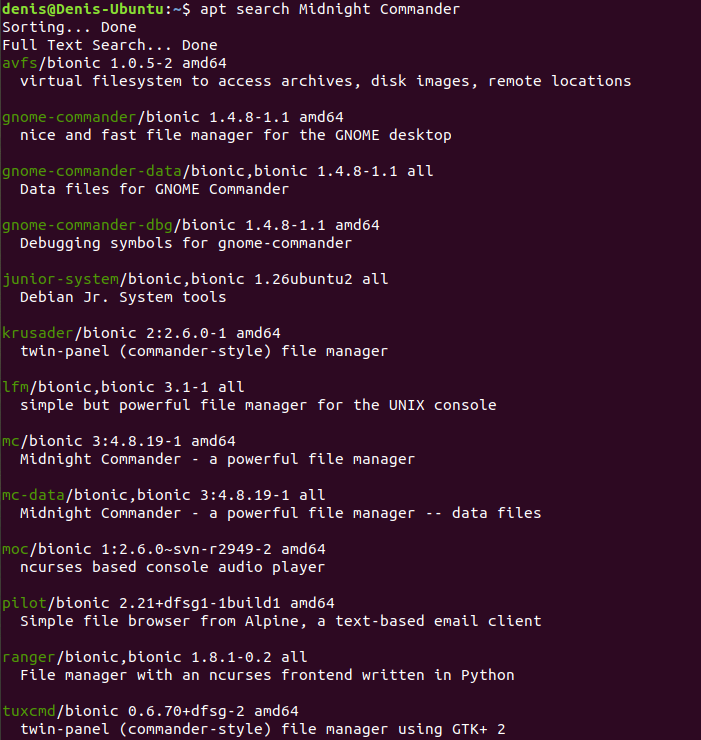 denis@Denis-Ubuntu:~$ apt search Midnight Commander
Sorting... Done
Full Text Search... Done
avfs/bionic 1.0.5-2 amd64
  virtual filesystem to access archives, disk images, remote locations

gnome-commander/bionic 1.4.8-1.1 amd64
  nice and fast file manager for the GNOME desktop

gnome-commander-data/bionic,bionic 1.4.8-1.1 all
  Data files for GNOME Commander

gnome-commander-dbg/bionic 1.4.8-1.1 amd64
  Debugging symbols for gnome-commander

junior-system/bionic,bionic 1.26ubuntu2 all
  Debian Jr. System tools

krusader/bionic 2:2.6.0-1 amd64
  twin-panel (commander-style) file manager

lfm/bionic,bionic 3.1-1 all
  simple but powerful file manager for the UNIX console

mc/bionic 3:4.8.19-1 amd64
  Midnight Commander - a powerful file manager

mc-data/bionic,bionic 3:4.8.19-1 all
  Midnight Commander - a powerful file manager -- data files

moc/bionic 1:2.6.0~svn-r2949-2 amd64
  ncurses based console audio player

pilot/bionic 2.21+dfsg1-1build1 amd64
  Simple file browser from Alpine, a text-based email client

ranger/bionic,bionic 1.8.1-0.2 all
  File manager with an ncurses frontend written in Python

tuxcmd/bionic 0.6.70+dfsg-2 amd64
  twin-panel (commander-style) file manager using GTK+ 2